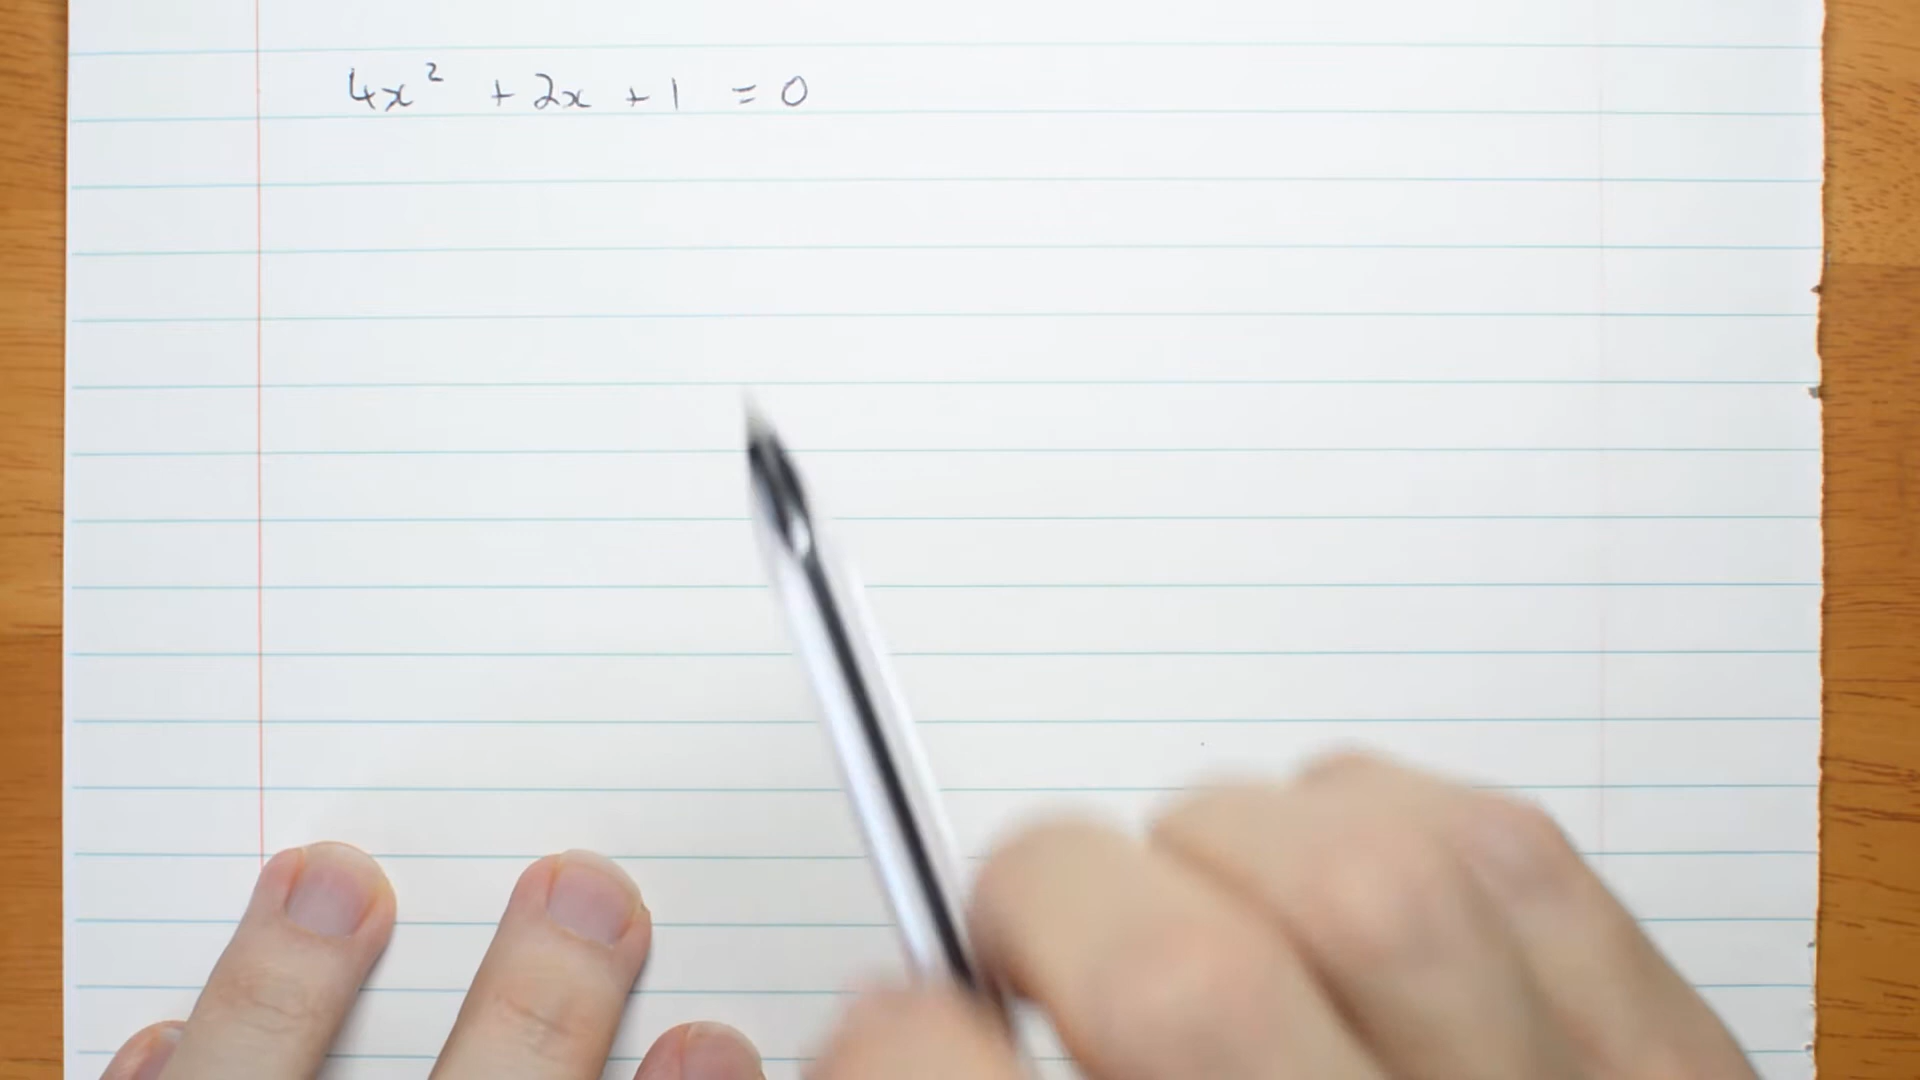 4x² + 2x + 1 = 0